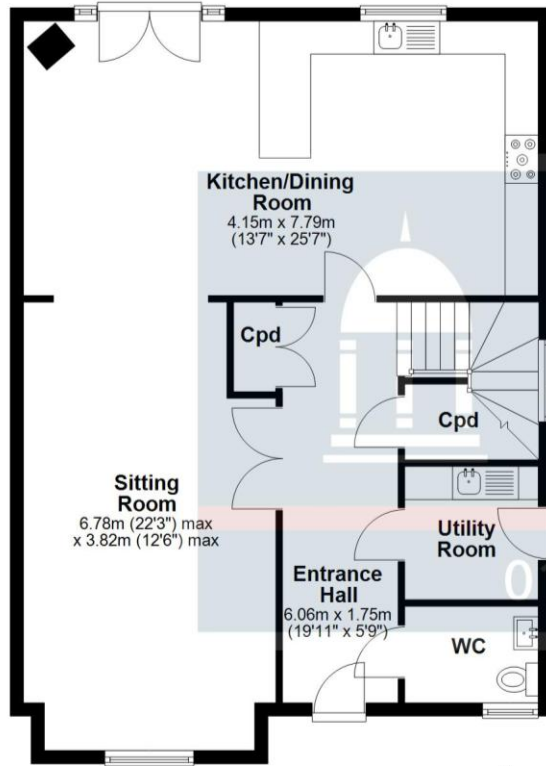 Kitchen/Dining
Room
4.15m x 7.79m
(13'7" x 25'7")
Cpd
Cpd
Sitting
Room
6.78m (22'3") max
x 3.82m (12'6") max
Utility
Room
Entrance
Hall
6.06m x 1.75m
(19'11" x 5'9")
WC
0